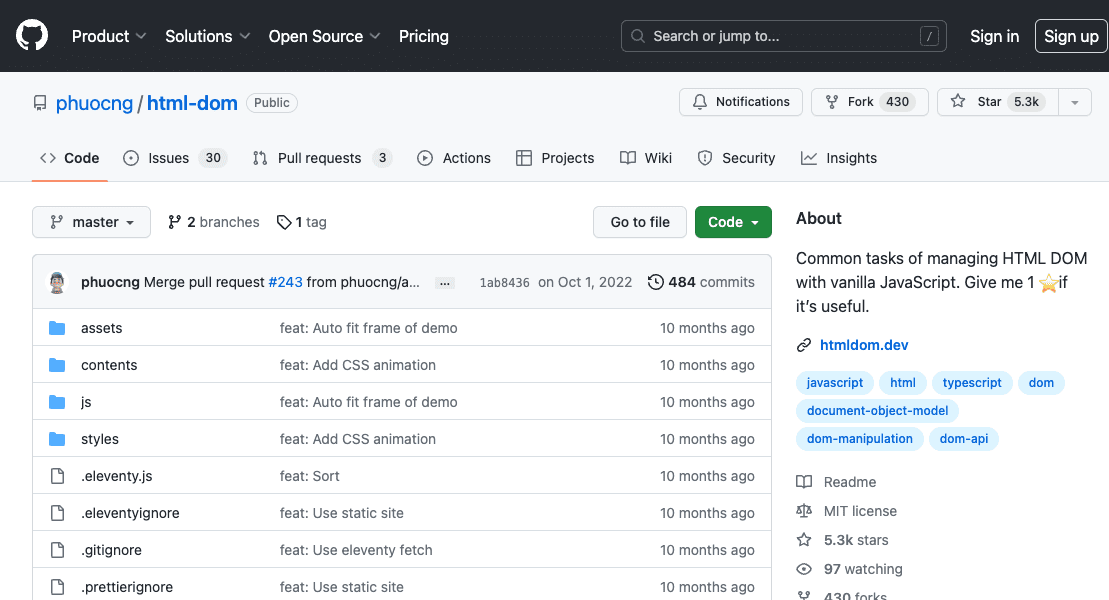 Product Solutions Open Source Pricing Search or jump to... / Sign in Sign up
phuocng / html-dom Public Notifications Fork 430 Star 5.3k
Code Issues 30 Pull requests 3 Actions Projects Wiki Security Insights
master 2 branches 1 tag Go to file Code
phuocng Merge pull request #243 from phuocng/a... ... 1ab8436 on Oct 1, 2022 484 commits
assets feat: Auto fit frame of demo 10 months ago
contents feat: Add CSS animation 10 months ago
js feat: Auto fit frame of demo 10 months ago
styles feat: Add CSS animation 10 months ago
.eleventy.js feat: Sort 10 months ago
.eleventyignore feat: Use static site 10 months ago
.gitignore feat: Use eleventy fetch 10 months ago
.prettierignore feat: Use static site 10 months ago
About
Common tasks of managing HTML DOM
with vanilla JavaScript. Give me 1 ⭐if
it’s useful.
htmldom.dev
javascript html typescript dom
document-object-model
dom-manipulation dom-api
Readme
MIT license
5.3k stars
97 watching
430 forks